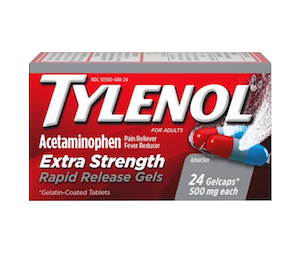 NDC 50580-488-24
TYLENOL
FOR ADULTS
Acetaminophen Pain Reliever
Fever Reducer
Extra Strength
Rapid Release Gels
*Gelatin-Coated Tablets
Actual Size
24 Gelcaps*
500 mg each